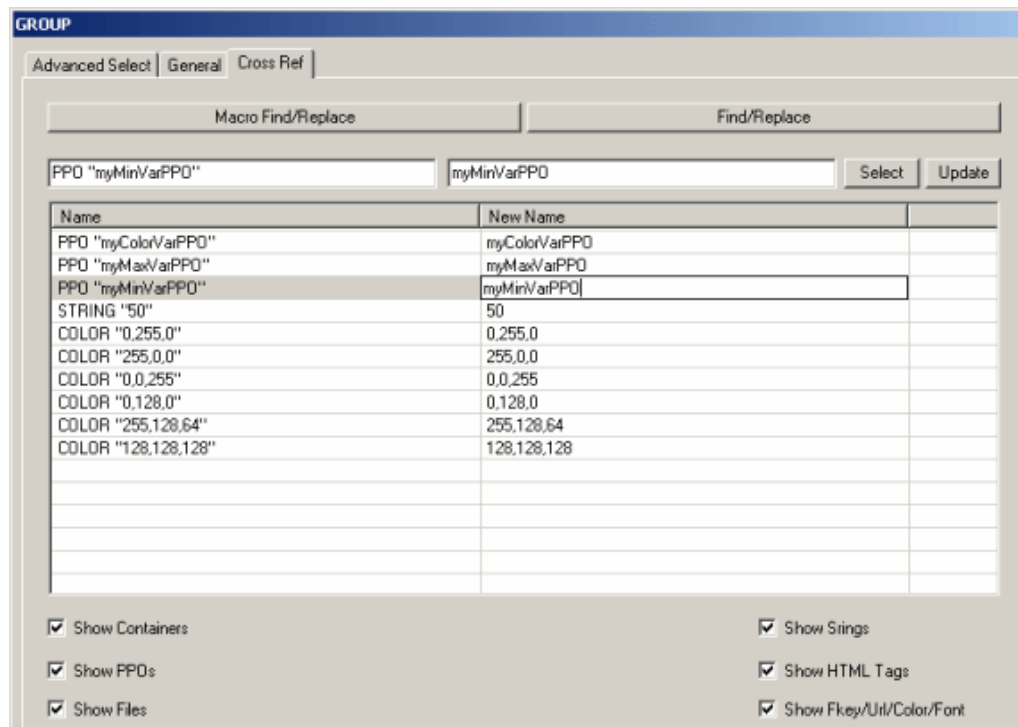 GROUP
Advanced Select General Cross Ref
Macro Find/Replace Find/Replace
PPO "myMinVarPPO" myMinVarPPO Select Update
Name New Name
PPO "myColorVarPPO" myColorVarPPO
PPO "myMaxVarPPO" myMaxVarPPO
PPO "myMinVarPPO" myMinVarPPO
STRING "50" 50
COLOR "0,255,0" 0,255,0
COLOR "255,0,0" 255,0,0
COLOR "0,0,255" 0,0,255
COLOR "0,128,0" 0,128,0
COLOR "255,128,64" 255,128,64
COLOR "128,128,128" 128,128,128
Show Containers Show Srings
Show PPOs Show HTML Tags
Show Files Show Fkey/Url/Color/Font